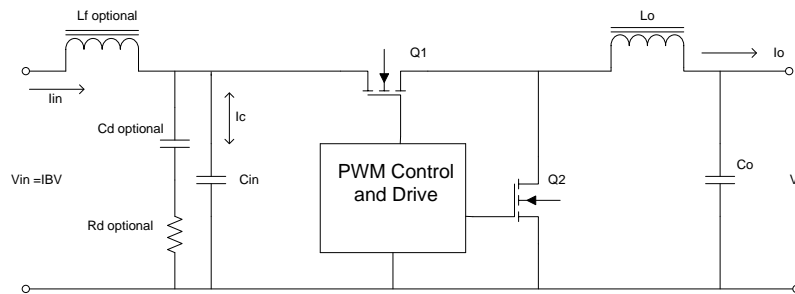 Lf optional
Lo
Q1
Io
Iin
Ic
Cd optional
Vin =IBV
Cin
PWM Control
and Drive
Q2
Co
V
Rd optional